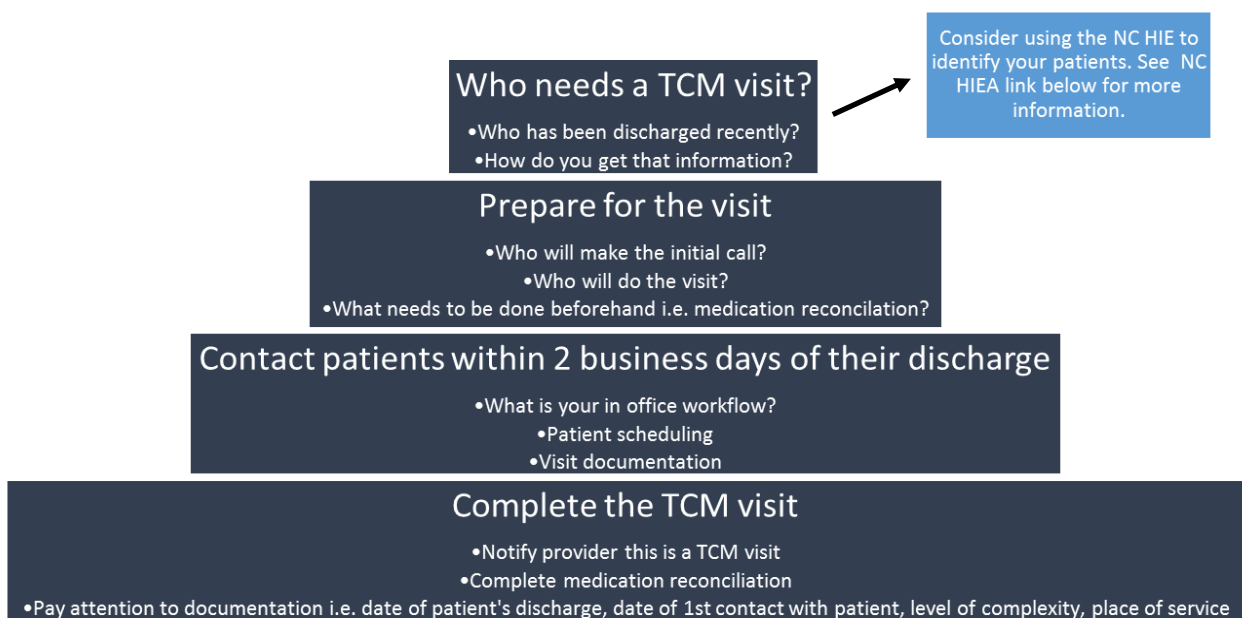 Who needs a TCM visit?
•Who has been discharged recently?
•How do you get that information?
Consider using the NC HIE to
identify your patients. See NC
HIEA link below for more
information.
Prepare for the visit
•Who will make the initial call?
•Who will do the visit?
•What needs to be done beforehand i.e. medication reconcilation?
Contact patients within 2 business days of their discharge
•What is your in office workflow?
•Patient scheduling
•Visit documentation
Complete the TCM visit
•Notify provider this is a TCM visit
•Complete medication reconciliation
•Pay attention to documentation i.e. date of patient's discharge, date of 1st contact with patient, level of complexity, place of service